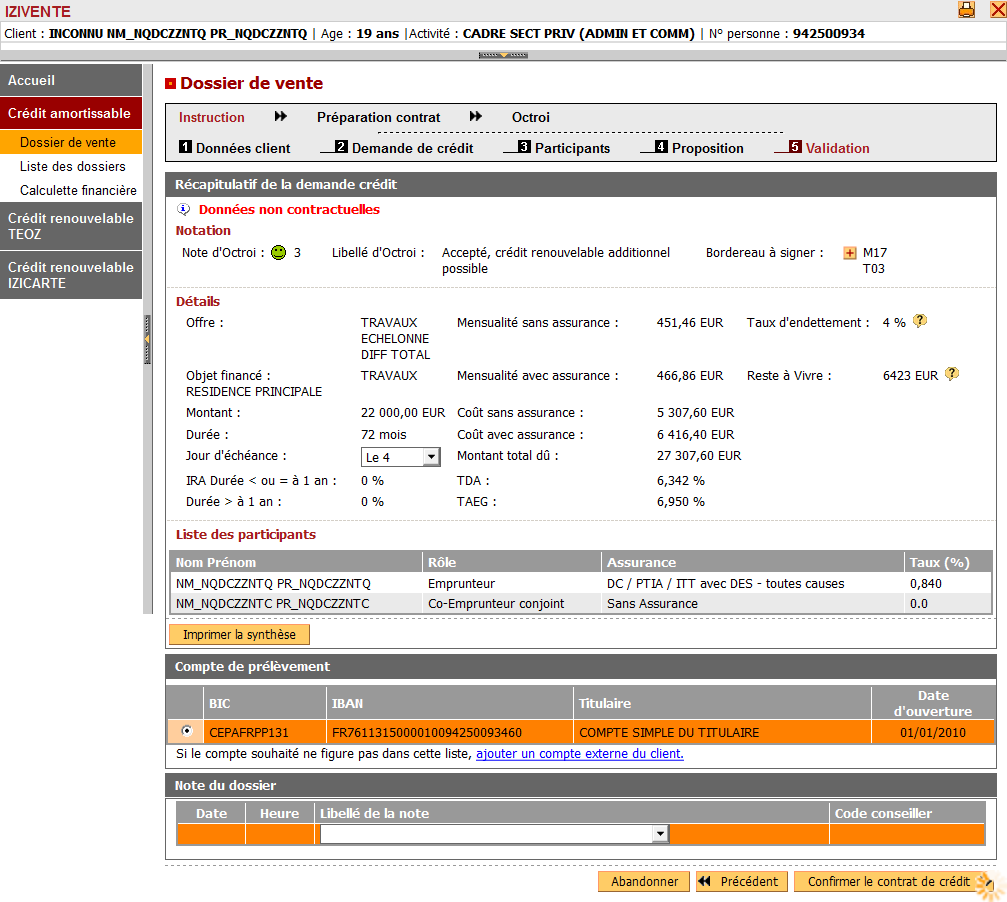 IZIVENTE
Client : INCONNU NM_NQDCZZNTQ PR_NQDCZZNTQ | Age : 19 ans |Activité : CADRE SECT PRIV (ADMIN ET COMM) | N° personne : 942500934
Accueil
Crédit amortissable
Dossier de vente
Liste des dossiers
Calculette financière
Crédit renouvelable
TEOZ
Crédit renouvelable
IZICARTE
Dossier de vente
Instruction Préparation contrat Octroi
1 Données client 2 Demande de crédit 3 Participants 4 Proposition 5 Validation
Récapitulatif de la demande crédit
Données non contractuelles
Notation
Note d'Octroi : 3 Libellé d'Octroi : Accepté, crédit renouvelable additionnel Bordereau à signer : M17
possible T03
Détails
Offre : TRAVAUX Mensualité sans assurance : 451,46 EUR Taux d'endettement : 4 %
ECHELONNE
DIFF TOTAL
Objet financé : TRAVAUX Mensualité avec assurance : 466,86 EUR Reste à Vivre : 6423 EUR
RESIDENCE PRINCIPALE
Montant : 22 000,00 EUR Coût sans assurance : 5 307,60 EUR
Durée : 72 mois Coût avec assurance : 6 416,40 EUR
Jour d'échéance : Le 4 Montant total dû : 27 307,60 EUR
IRA Durée < ou = à 1 an : 0 % TDA : 6,342 %
Durée > à 1 an : 0 % TAEG : 6,950 %
Liste des participants
Nom Prénom Rôle Assurance Taux (%)
NM_NQDCZZNTQ PR_NQDCZZNTQ Emprunteur DC / PTIA / ITT avec DES - toutes causes 0,840
NM_NQDCZZNTC PR_NQDCZZNTC Co-Emprunteur conjoint Sans Assurance 0.0
Imprimer la synthèse
Compte de prélèvement
BIC IBAN Titulaire Date
d'ouverture
CEPAFRPP131 FR7611315000010094250093460 COMPTE SIMPLE DU TITULAIRE 01/01/2010
Si le compte souhaité ne figure pas dans cette liste, ajouter un compte externe du client.
Note du dossier
Date Heure Libellé de la note Code conseiller
Abandonner Précédent Confirmer le contrat de crédit